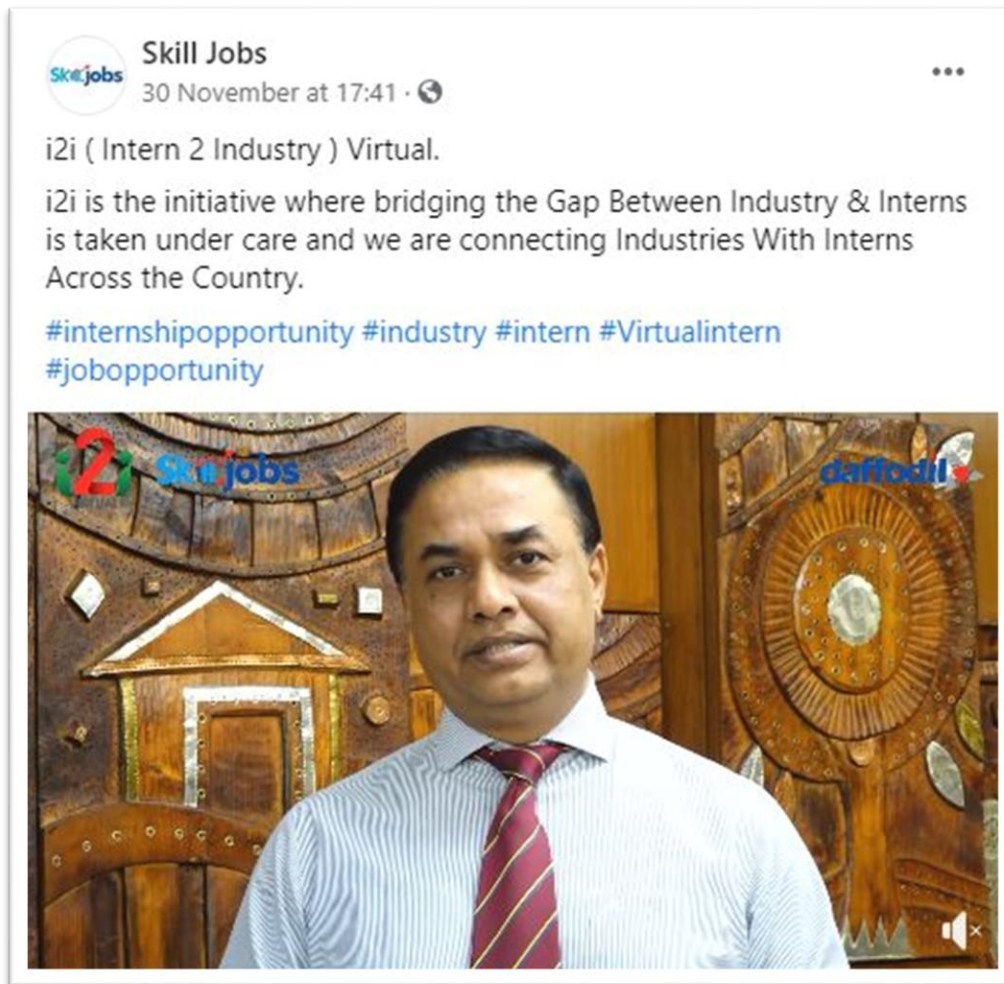 Skill Jobs
Skill jobs
30 November at 17:41 ·
i2i ( Intern 2 Industry ) Virtual.
i2i is the initiative where bridging the Gap Between Industry & Interns
is taken under care and we are connecting Industries With Interns
Across the Country.
#internshipopportunity #industry #intern #Virtualintern
#jobopportunity
i2i Skill jobs
daffodil